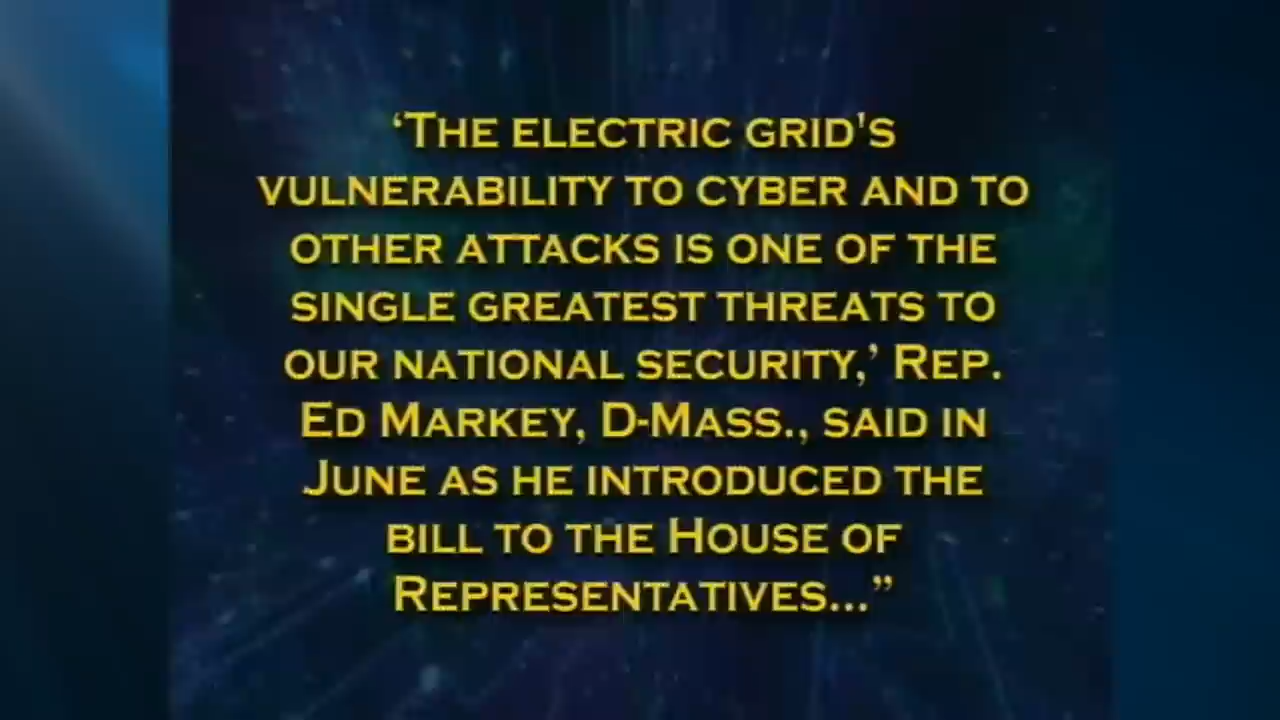 ‘The electric grid's
vulnerability to cyber and to
other attacks is one of the
single greatest threats to
our national security,’ Rep.
Ed Markey, D-Mass., said in
June as he introduced the
bill to the House of
Representatives...”